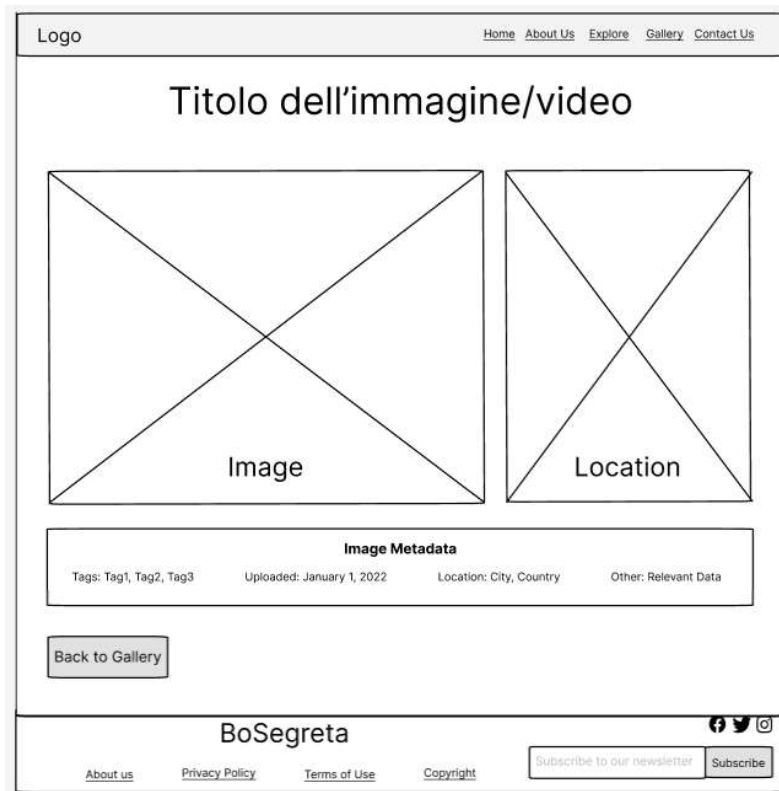 Logo Home About Us Explore Gallery Contact Us
Titolo dell'immagine/video
Image
Location
Image Metadata
Tags: Tag1, Tag2, Tag3 Uploaded: January 1, 2022 Location: City, Country Other: Relevant Data
Back to Gallery
BoSegreta
Subscribe to our newsletter Subscribe
About us Privacy Policy Terms of Use Copyright